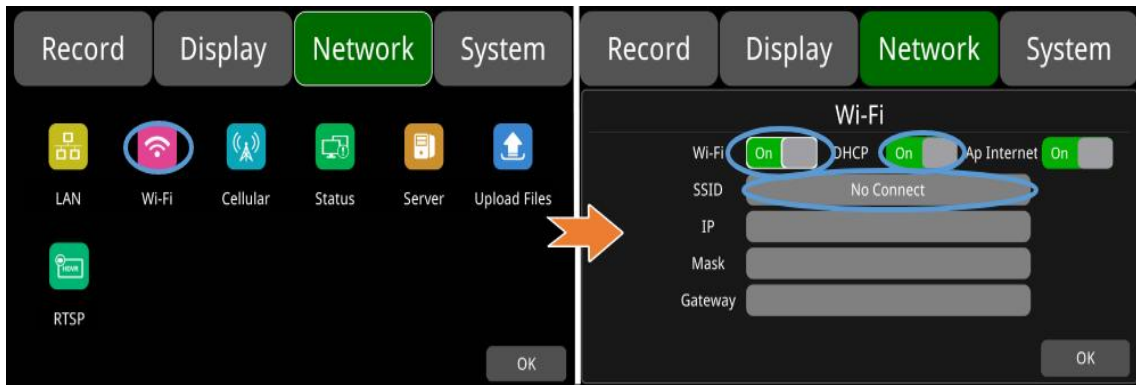 Record Display Network System
LAN Wi-Fi Cellular Status Server Upload Files
HDVR
RTSP
OK
Record Display Network System
Wi-Fi
Wi-Fi On DHCP On Ap Internet On
SSID No Connect
IP
Mask
Gateway
OK